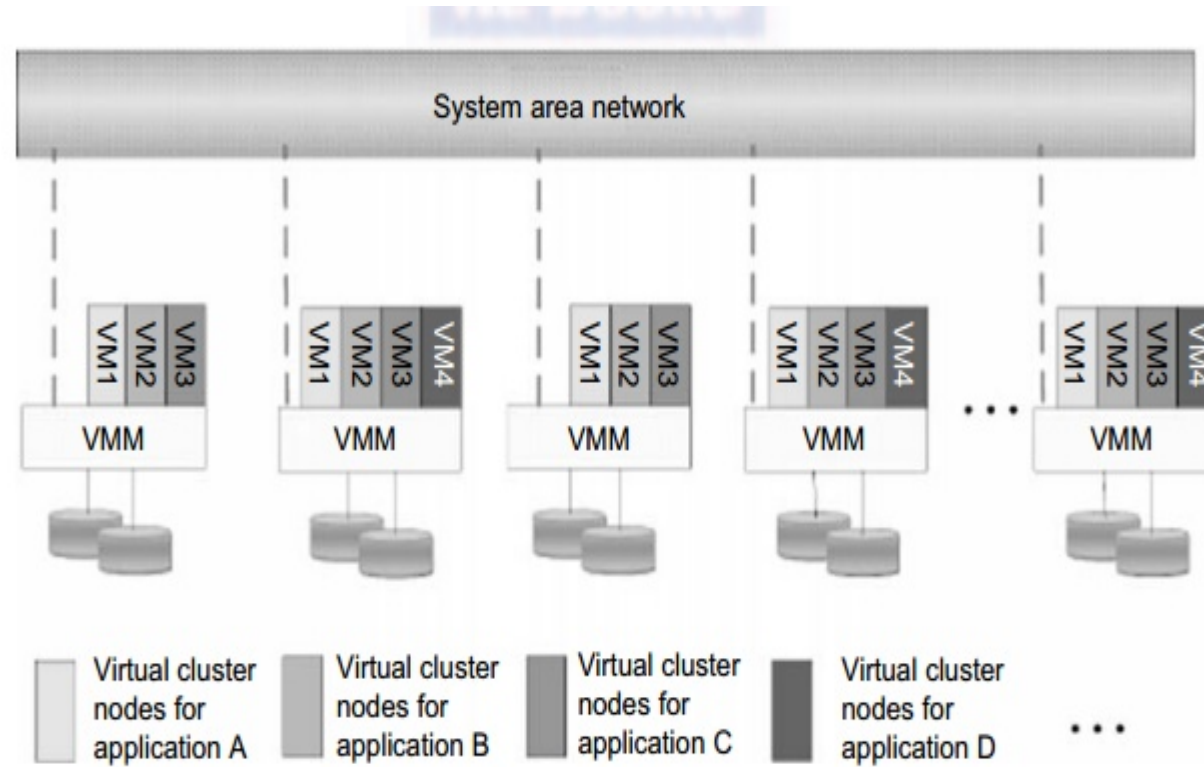 System area network
VM1 VM2 VM3
VM1 VM2 VM3 VM4
VM1 VM2 VM3
VM1 VM2 VM3 VM4
...
VM1 VM2 VM3 VM4
VMM VMM VMM VMM VMM
Virtual cluster
nodes for
application A
Virtual cluster
nodes for
application B
Virtual cluster
nodes for
application C
Virtual cluster
nodes for
application D
...